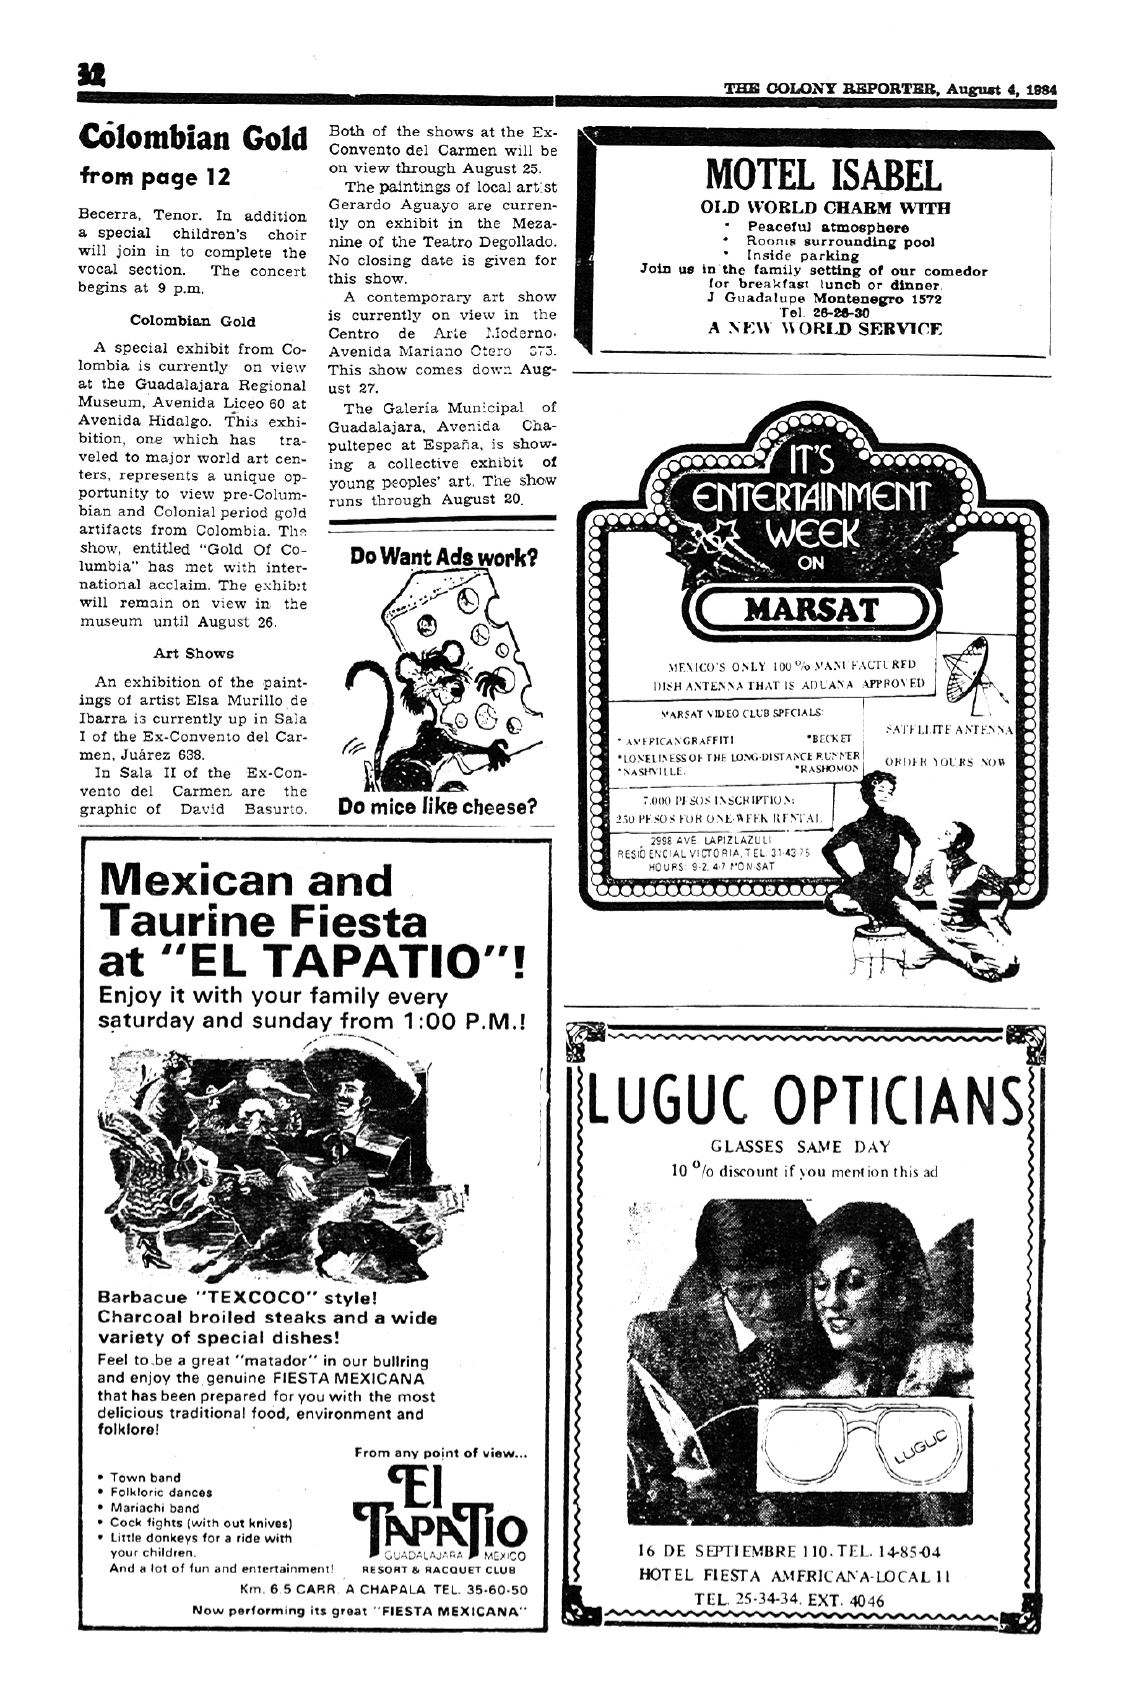 THE COLONY REPORTER, August 4, 1984
Colombian Gold
from page 12
Becerra, Tenor. In addition
a special children's choir
will join in to complete the
vocal section. The concert
begins at 9 p.m.
Colombian Gold
A special exhibit from Co-
lombia is currently on view
at the Guadalajara Regional
Museum, Avenida Liceo 60 at
Avenida Hidalgo. This exhi-
bition, one which has tra-
veled to major world art cen-
ters, represents a unique op-
portunity to view pre-Colum-
bian and Colonial period gold
artifacts from Colombia. The
show, entitled "Gold Of Co-
lumbia" has met with inter-
national acclaim. The exhibit
will remain on view in the
museum until August 26.
Art Shows
An exhibition of the paint-
ings of artist Elsa Murillo de
Ibarra is currently up in Sala
I of the Ex-Convento del Car-
men, Juárez 638.
In Sala II of the Ex-Con-
vento del Carmen are the
graphic of David Basurto.
Both of the shows at the Ex-
Convento del Carmen will be
on view through August 25.
The paintings of local artist
Gerardo Aguayo are curren-
tly on exhibit in the Meza-
nine of the Teatro Degollado.
No closing date is given for
this show.
A contemporary art show
is currently on view in the
Centro de Arte Moderno,
Avenida Mariano Otero
This show comes down Aug-
ust 27.
The Galería Municipal of
Guadalajara, Avenida Cha-
pultepec at España, is show-
ing a collective exhibit of
young peoples' art. The show
runs through August 20.
Do Want Ads work?
Do mice like cheese?
MOTEL ISABEL
OLD WORLD CHARM WITH
• Peaceful atmosphere
• Rooms surrounding pool
• Inside parking
Join us in the family setting of our comedor
for breakfast lunch or dinner.
J Guadalupe Montenegro 1572
Tel. 26-26-30
A NEW WORLD SERVICE
IT'S
ENTERTAINMENT
WEEK
ON
MARSAT
MEXICO'S ONLY 100% MANUFACTURED
DISH ANTENNA THAT IS ADUANA APPROVED
MARSAT VIDEO CLUB SPECIALS:
* AMERICAN GRAFFITI *BECKET
*LONELINESS OF THE LONG-DISTANCE RUNNER
*NASHVILLE. *RASHOMON
SATELLITE ANTENNA
ORDER YOURS NOW
7,000 PESOS INSCRIPTION:
250 PESOS FOR ONE-WEEK RENTAL
2998 AVE. LAPIZLAZULI
RESIDENCIAL VICTORIA, TEL. 31-43-75
HOURS: 9-2, 4-7 MON-SAT
Mexican and
Taurine Fiesta
at "EL TAPATIO"!
Enjoy it with your family every
saturday and sunday from 1:00 P.M.!
Barbacue "TEXCOCO" style!
Charcoal broiled steaks and a wide
variety of special dishes!
Feel to be a great "matador" in our bullring
and enjoy the genuine FIESTA MEXICANA
that has been prepared for you with the most
delicious traditional food, environment and
folklore!
From any point of view...
• Town band
• Folkloric dances
• Mariachi band
• Cock fights (with out knives)
• Little donkeys for a ride with
your children.
And a lot of fun and entertainment!
El
TAPATIO
GUADALAJARA MEXICO
RESORT & RACQUET CLUB
Km. 6.5 CARR. A CHAPALA TEL. 35-60-50
Now performing its great "FIESTA MEXICANA"
LUGUC OPTICIANS
GLASSES SAME DAY
10% discount if you mention this ad
LUGUC
16 DE SEPTIEMBRE 110. TEL. 14-85-04
HOTEL FIESTA AMERICANA-LOCAL 11
TEL. 25-34-34. EXT. 4046